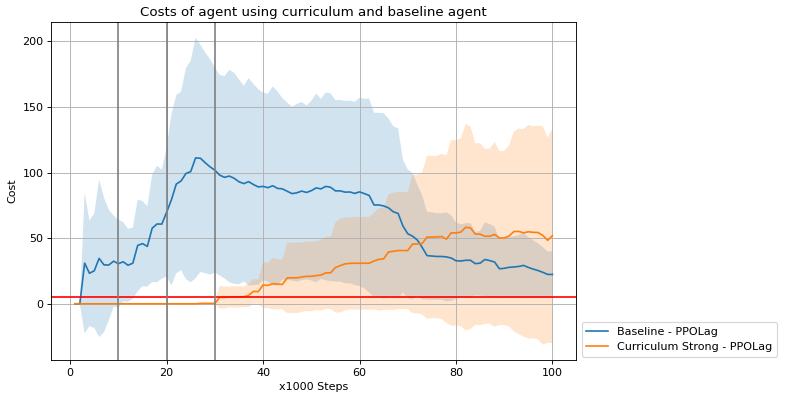 Costs of agent using curriculum and baseline agent
200
150
100
50
0
Cost
0 20 40 60 80 100
x1000 Steps
Baseline - PPOLag
Curriculum Strong - PPOLag